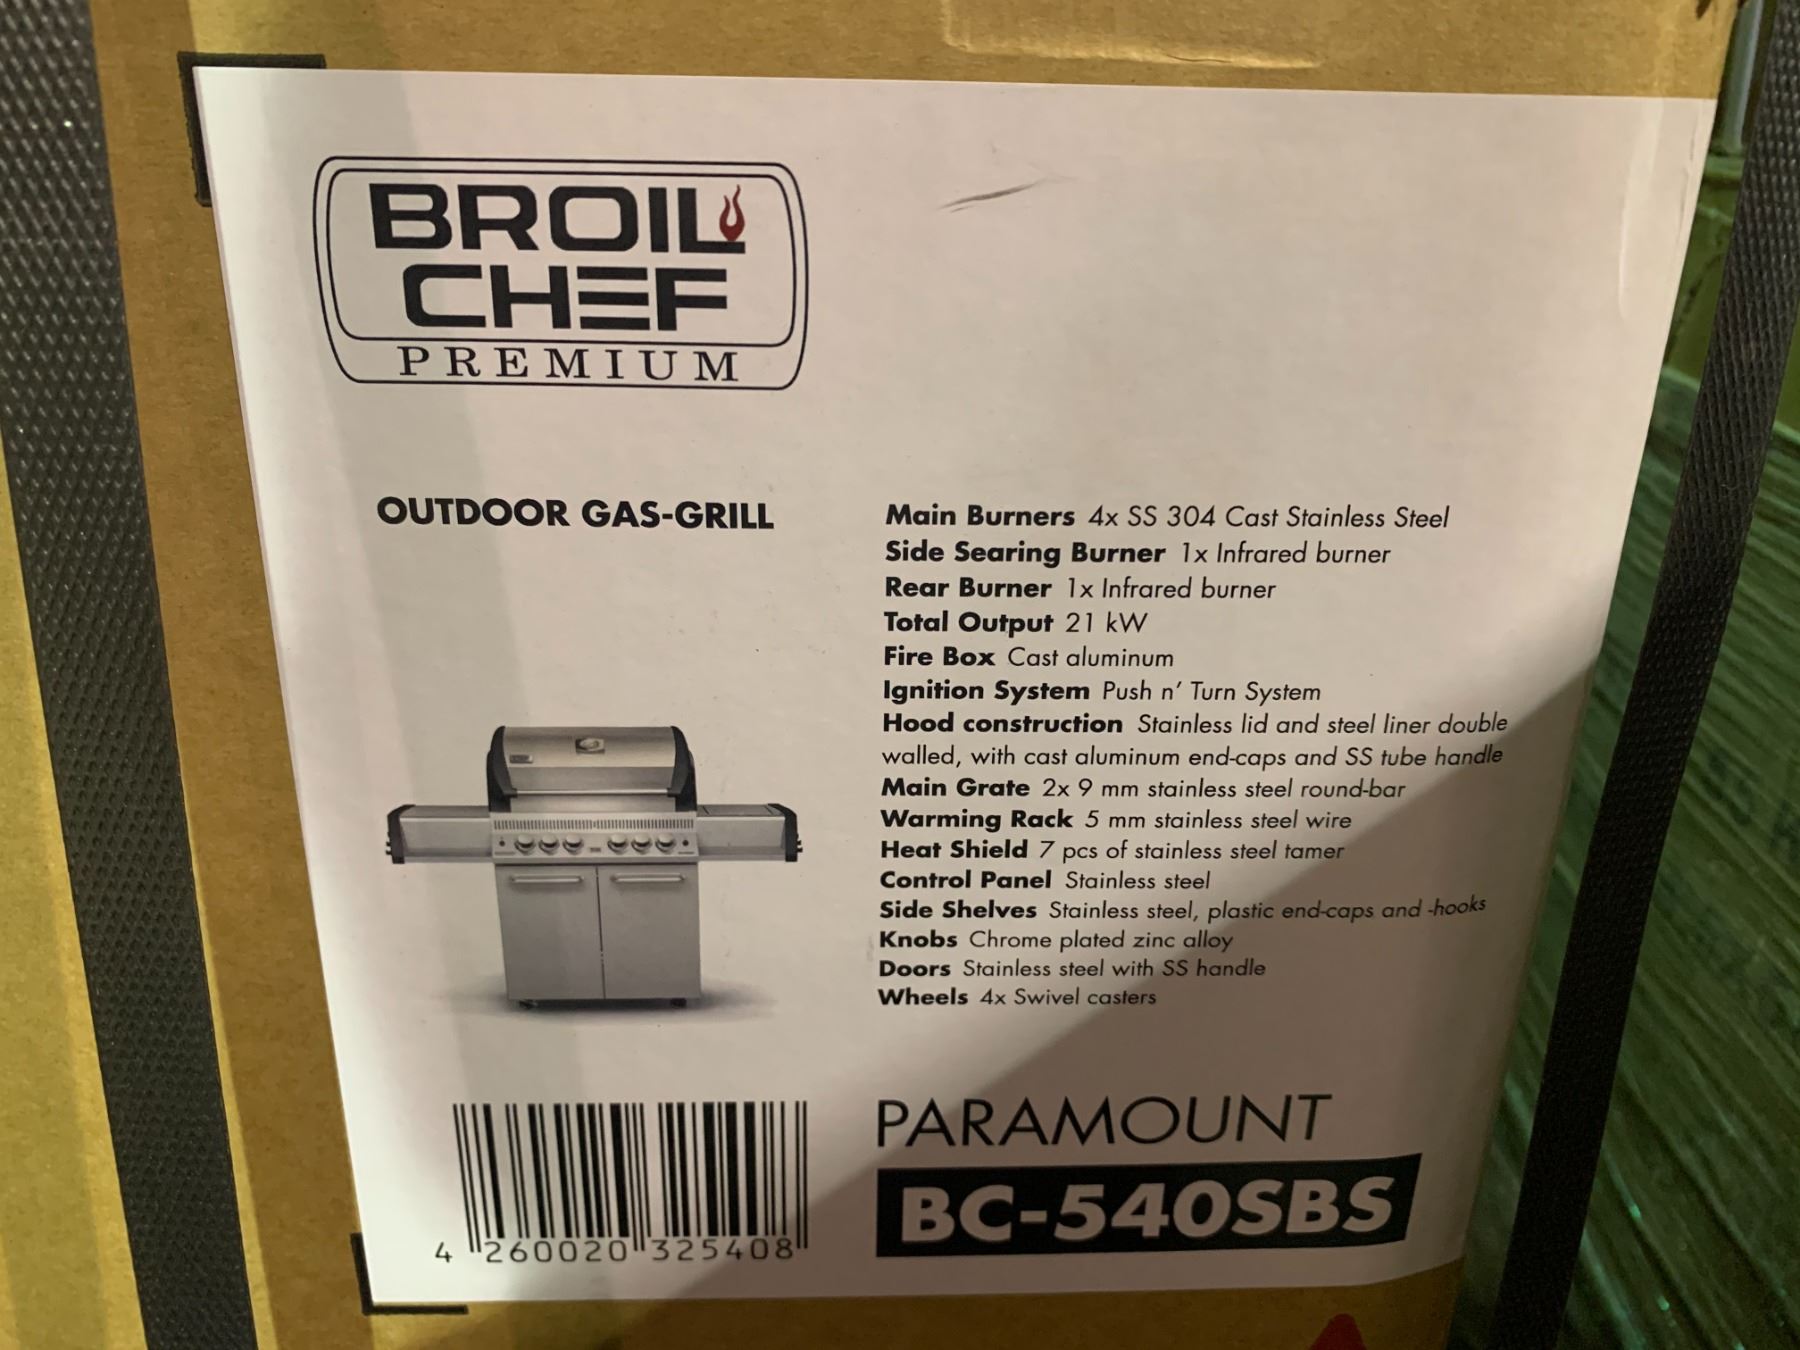 BROIL
CHEF
PREMIUM
OUTDOOR GAS-GRILL
Main Burners 4x SS 304 Cast Stainless Steel
Side Searing Burner 1x Infrared burner
Rear Burner 1x Infrared burner
Total Output 21 kW
Fire Box Cast aluminum
Ignition System Push n' Turn System
Hood construction Stainless lid and steel liner double
walled, with cast aluminum end-caps and SS tube handle
Main Grate 2x 9 mm stainless steel round-bar
Warming Rack 5 mm stainless steel wire
Heat Shield 7 pcs of stainless steel tamer
Control Panel Stainless steel
Side Shelves Stainless steel, plastic end-caps and -hooks
Knobs Chrome plated zinc alloy
Doors Stainless steel with SS handle
Wheels 4x Swivel casters
PARAMOUNT
BC-540SBS
4 260020 325408